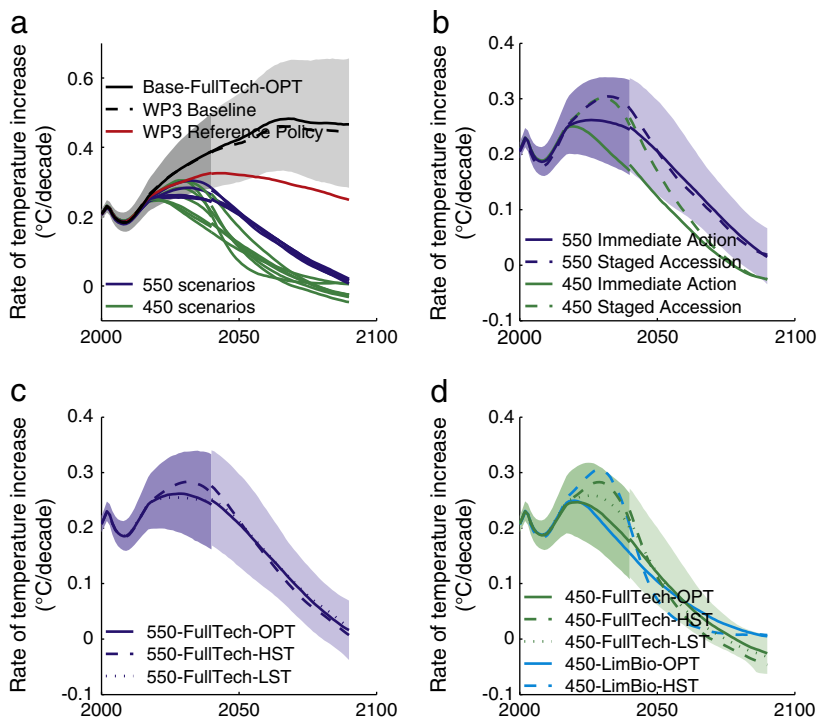 a
Rate of temperature increase
(°C/decade)
0.6
0.4
0.2
0
Base-FullTech-OPT
WP3 Baseline
WP3 Reference Policy
550 scenarios
450 scenarios
2000
2050
2100
b
Rate of temperature increase
(°C/decade)
0.4
0.3
0.2
0.1
0
-0.1
550 Immediate Action
550 Staged Accession
450 Immediate Action
450 Staged Accession
2000
2050
2100
c
Rate of temperature increase
(°C/decade)
0.4
0.3
0.2
0.1
0
-0.1
550-FullTech-OPT
550-FullTech-HST
550-FullTech-LST
2000
2050
2100
d
Rate of temperature increase
(°C/decade)
0.4
0.3
0.2
0.1
0
-0.1
450-FullTech-OPT
450-FullTech-HST
450-FullTech-LST
450-LimBio-OPT
450-LimBio-HST
2000
2050
2100